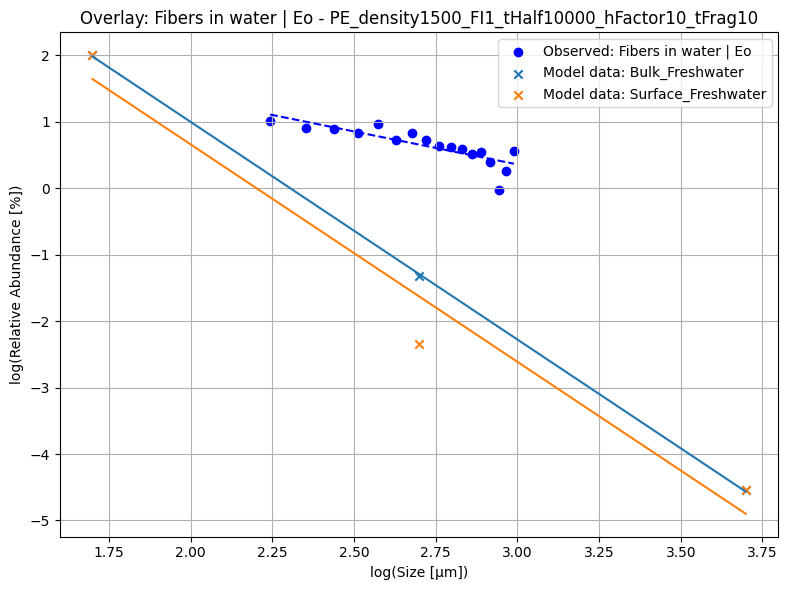 Overlay: Fibers in water | Eo - PE_density1500_FI1_tHalf10000_hFactor10_tFrag10
Observed: Fibers in water | Eo
Model data: Bulk_Freshwater
Model data: Surface_Freshwater
log(Relative Abundance [%])
2
1
0
−1
−2
−3
−4
−5
1.75
2.00
2.25
2.50
2.75
3.00
3.25
3.50
3.75
log(Size [µm])